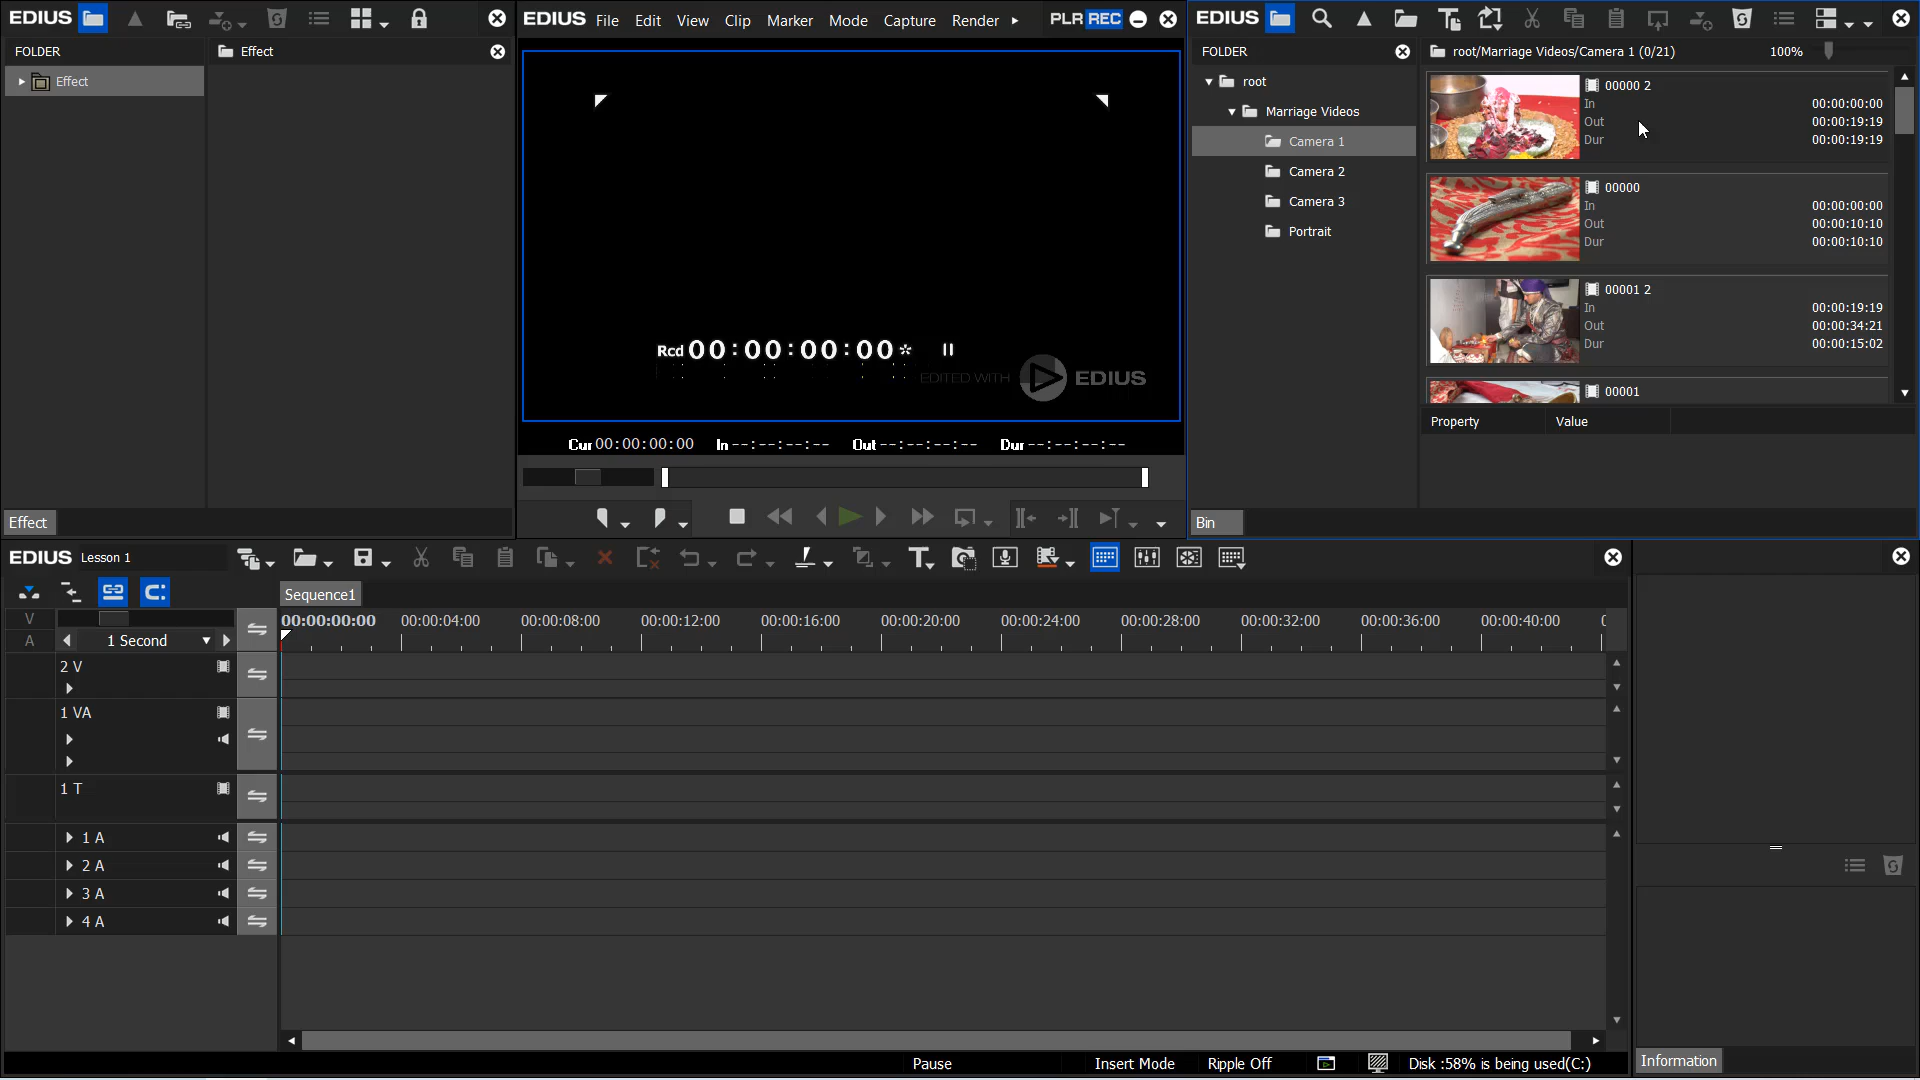 EDIUS
FOLDER
Effect
Effect
Effect
EDIUS File Edit View Clip Marker Mode Capture Render PLR REC
Rcd 00:00:00:00 *
EDITED WITH EDIUS
Cur 00:00:00:00 In --:--:--:-- Out --:--:--:-- Dur --:--:--:--
EDIUS
FOLDER
root/Marriage Videos/Camera 1 (0/21) 100%
root
Marriage Videos
Camera 1
Camera 2
Camera 3
Portrait
00000 2
In 00:00:00:00
Out 00:00:19:19
Dur 00:00:19:19
00000
In 00:00:00:00
Out 00:00:10:10
Dur 00:00:10:10
00001 2
In 00:00:19:19
Out 00:00:34:21
Dur 00:00:15:02
00001
Property Value
Bin
EDIUS Lesson 1
Sequence1
V
A
1 Second
00:00:00:00 00:00:04:00 00:00:08:00 00:00:12:00 00:00:16:00 00:00:20:00 00:00:24:00 00:00:28:00 00:00:32:00 00:00:36:00 00:00:40:00
2 V
1 VA
1 T
1 A
2 A
3 A
4 A
Pause Insert Mode Ripple Off Disk :58% is being used(C:)
Information